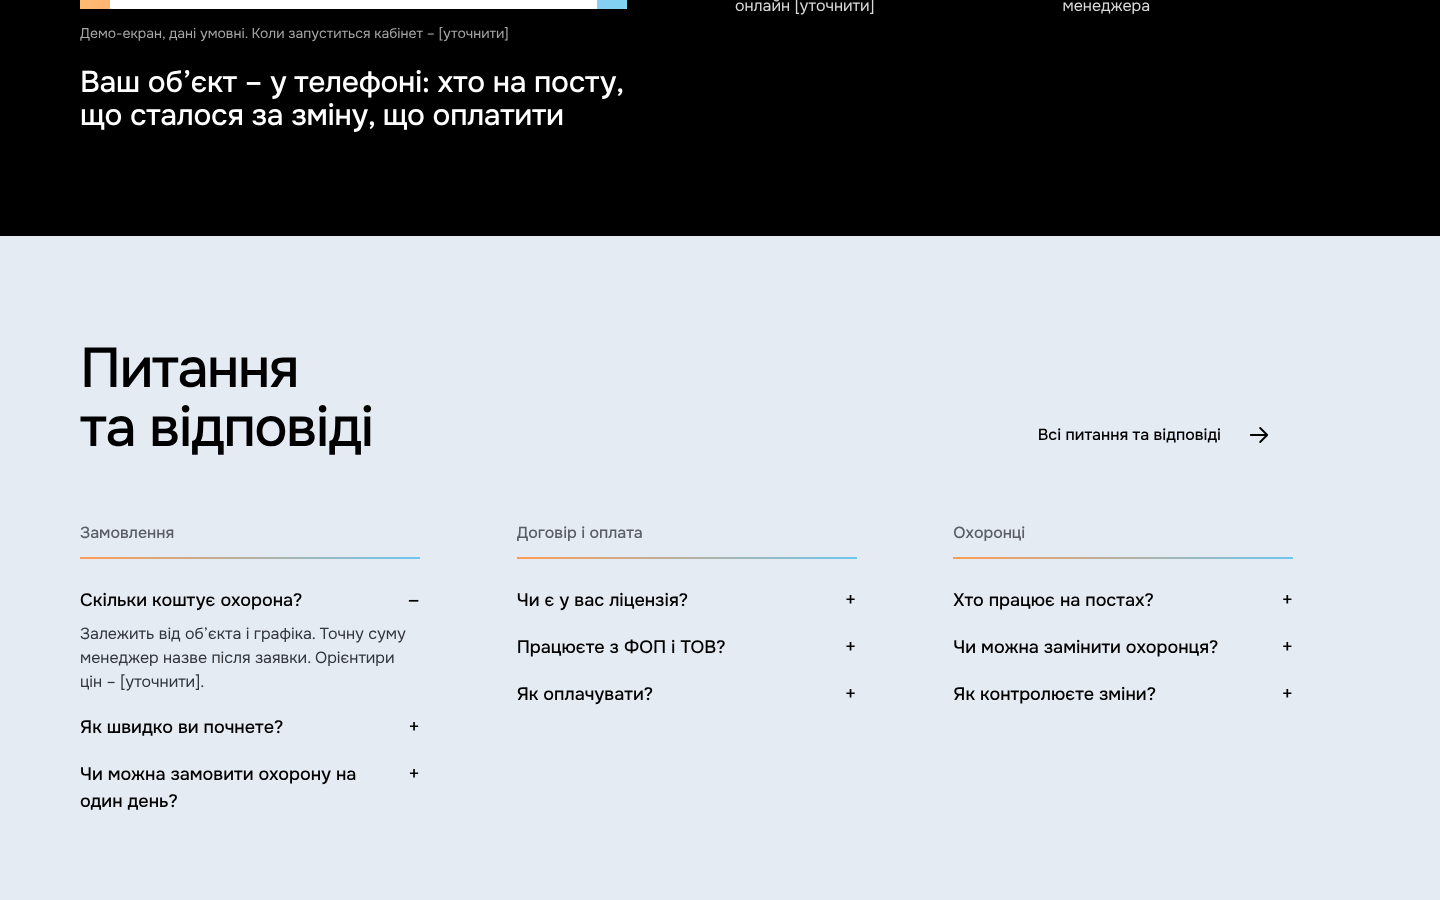 онлайн [уточнити]
менеджера
Демо-екран, дані умовні. Коли запуститься кабінет – [уточнити]
Ваш об’єкт – у телефоні: хто на посту,
що сталося за зміну, що оплатити
Питання
та відповіді
Всі питання та відповіді
Замовлення
Скільки коштує охорона?
Залежить від об’єкта і графіка. Точну суму
менеджер назве після заявки. Орієнтири
цін – [уточнити].
Як швидко ви почнете?
Чи можна замовити охорону на
один день?
Договір і оплата
Чи є у вас ліцензія?
Працюєте з ФОП і ТОВ?
Як оплачувати?
Охоронці
Хто працює на постах?
Чи можна замінити охоронця?
Як контролюєте зміни?